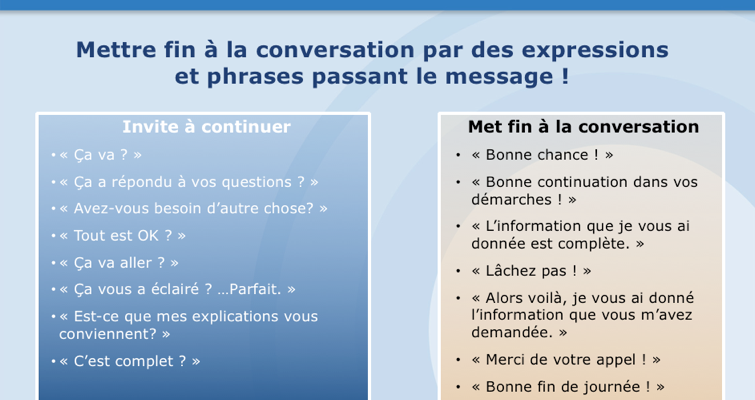 Mettre fin à la conversation par des expressions
et phrases passant le message !
Invite à continuer
• « Ça va ? »
• « Ça a répondu à vos questions ? »
• « Avez-vous besoin d’autre chose? »
• « Tout est OK ? »
• « Ça va aller ? »
• « Ça vous a éclairé ? …Parfait. »
• « Est-ce que mes explications vous
conviennent? »
• « C’est complet ? »
Met fin à la conversation
• « Bonne chance ! »
• « Bonne continuation dans vos
démarches ! »
• « L’information que je vous ai
donnée est complète. »
• « Lâchez pas ! »
• « Alors voilà, je vous ai donné
l’information que vous m’avez
demandée. »
• « Merci de votre appel ! »
• « Bonne fin de journée ! »